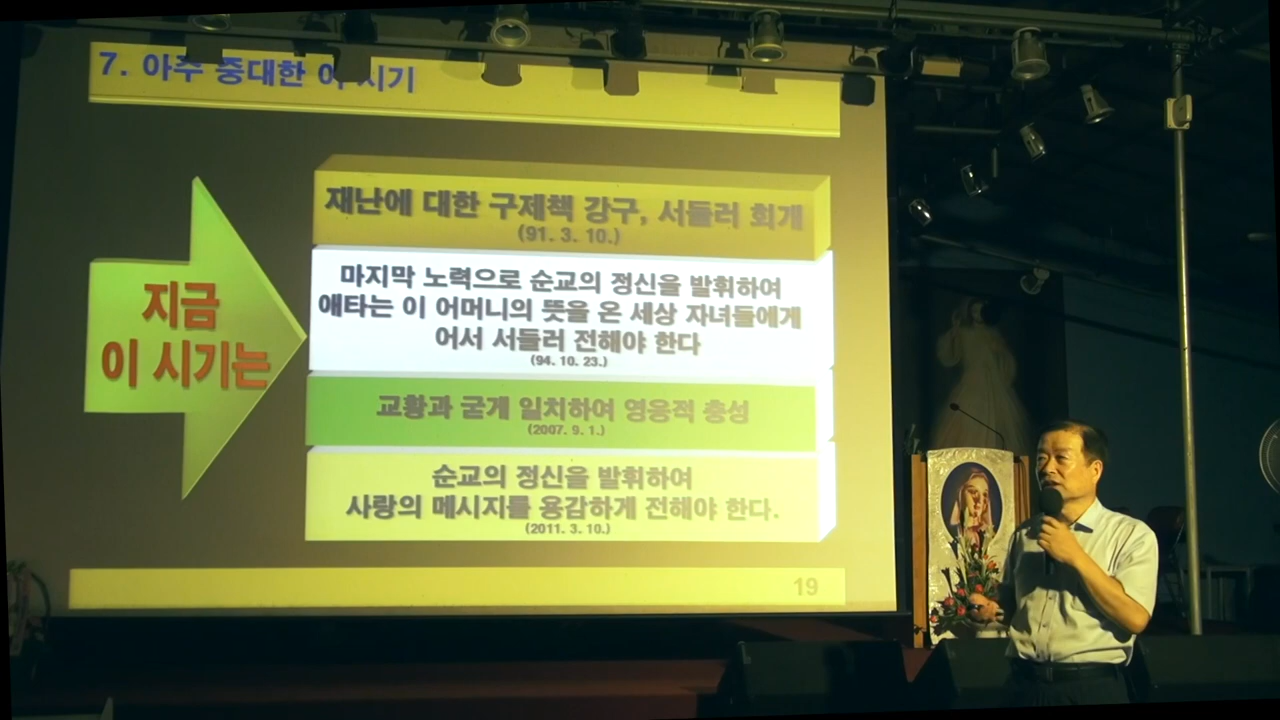 7. 아주 중대한 이 시기
지금
이 시기는
재난에 대한 구제책 강구, 서둘러 회개
(91. 3. 10.)
마지막 노력으로 순교의 정신을 발휘하여
애타는 이 어머니의 뜻을 온 세상 자녀들에게
어서 서둘러 전해야 한다
(94. 10. 23.)
교황과 굳게 일치하여 영웅적 충성
(2007. 9. 1.)
순교의 정신을 발휘하여
사랑의 메시지를 용감하게 전해야 한다.
(2011. 3. 10.)
19